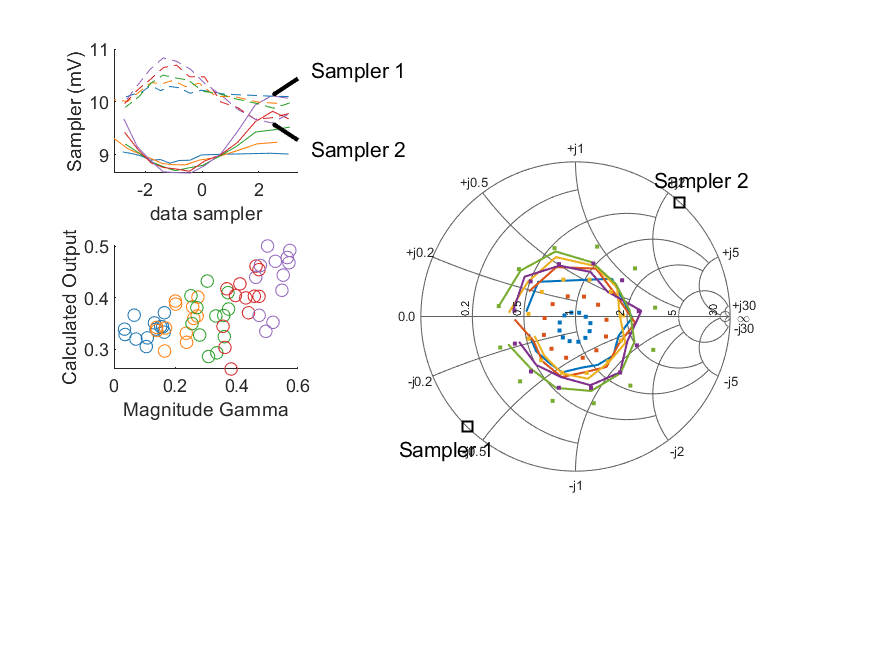 11
10
9
Sampler (mV)
-2
0
2
data sampler
Sampler 1
Sampler 2
0.5
0.4
0.3
Calculated Output
0
0.2
0.4
0.6
Magnitude Gamma
+j1
+j0.5
Sampler 2
+j0.2
+j5
0.0
0.2
0.5
1
2
5
30
+j30
∞
-j30
-j0.2
-j5
Sampler 1
-j2
-j1